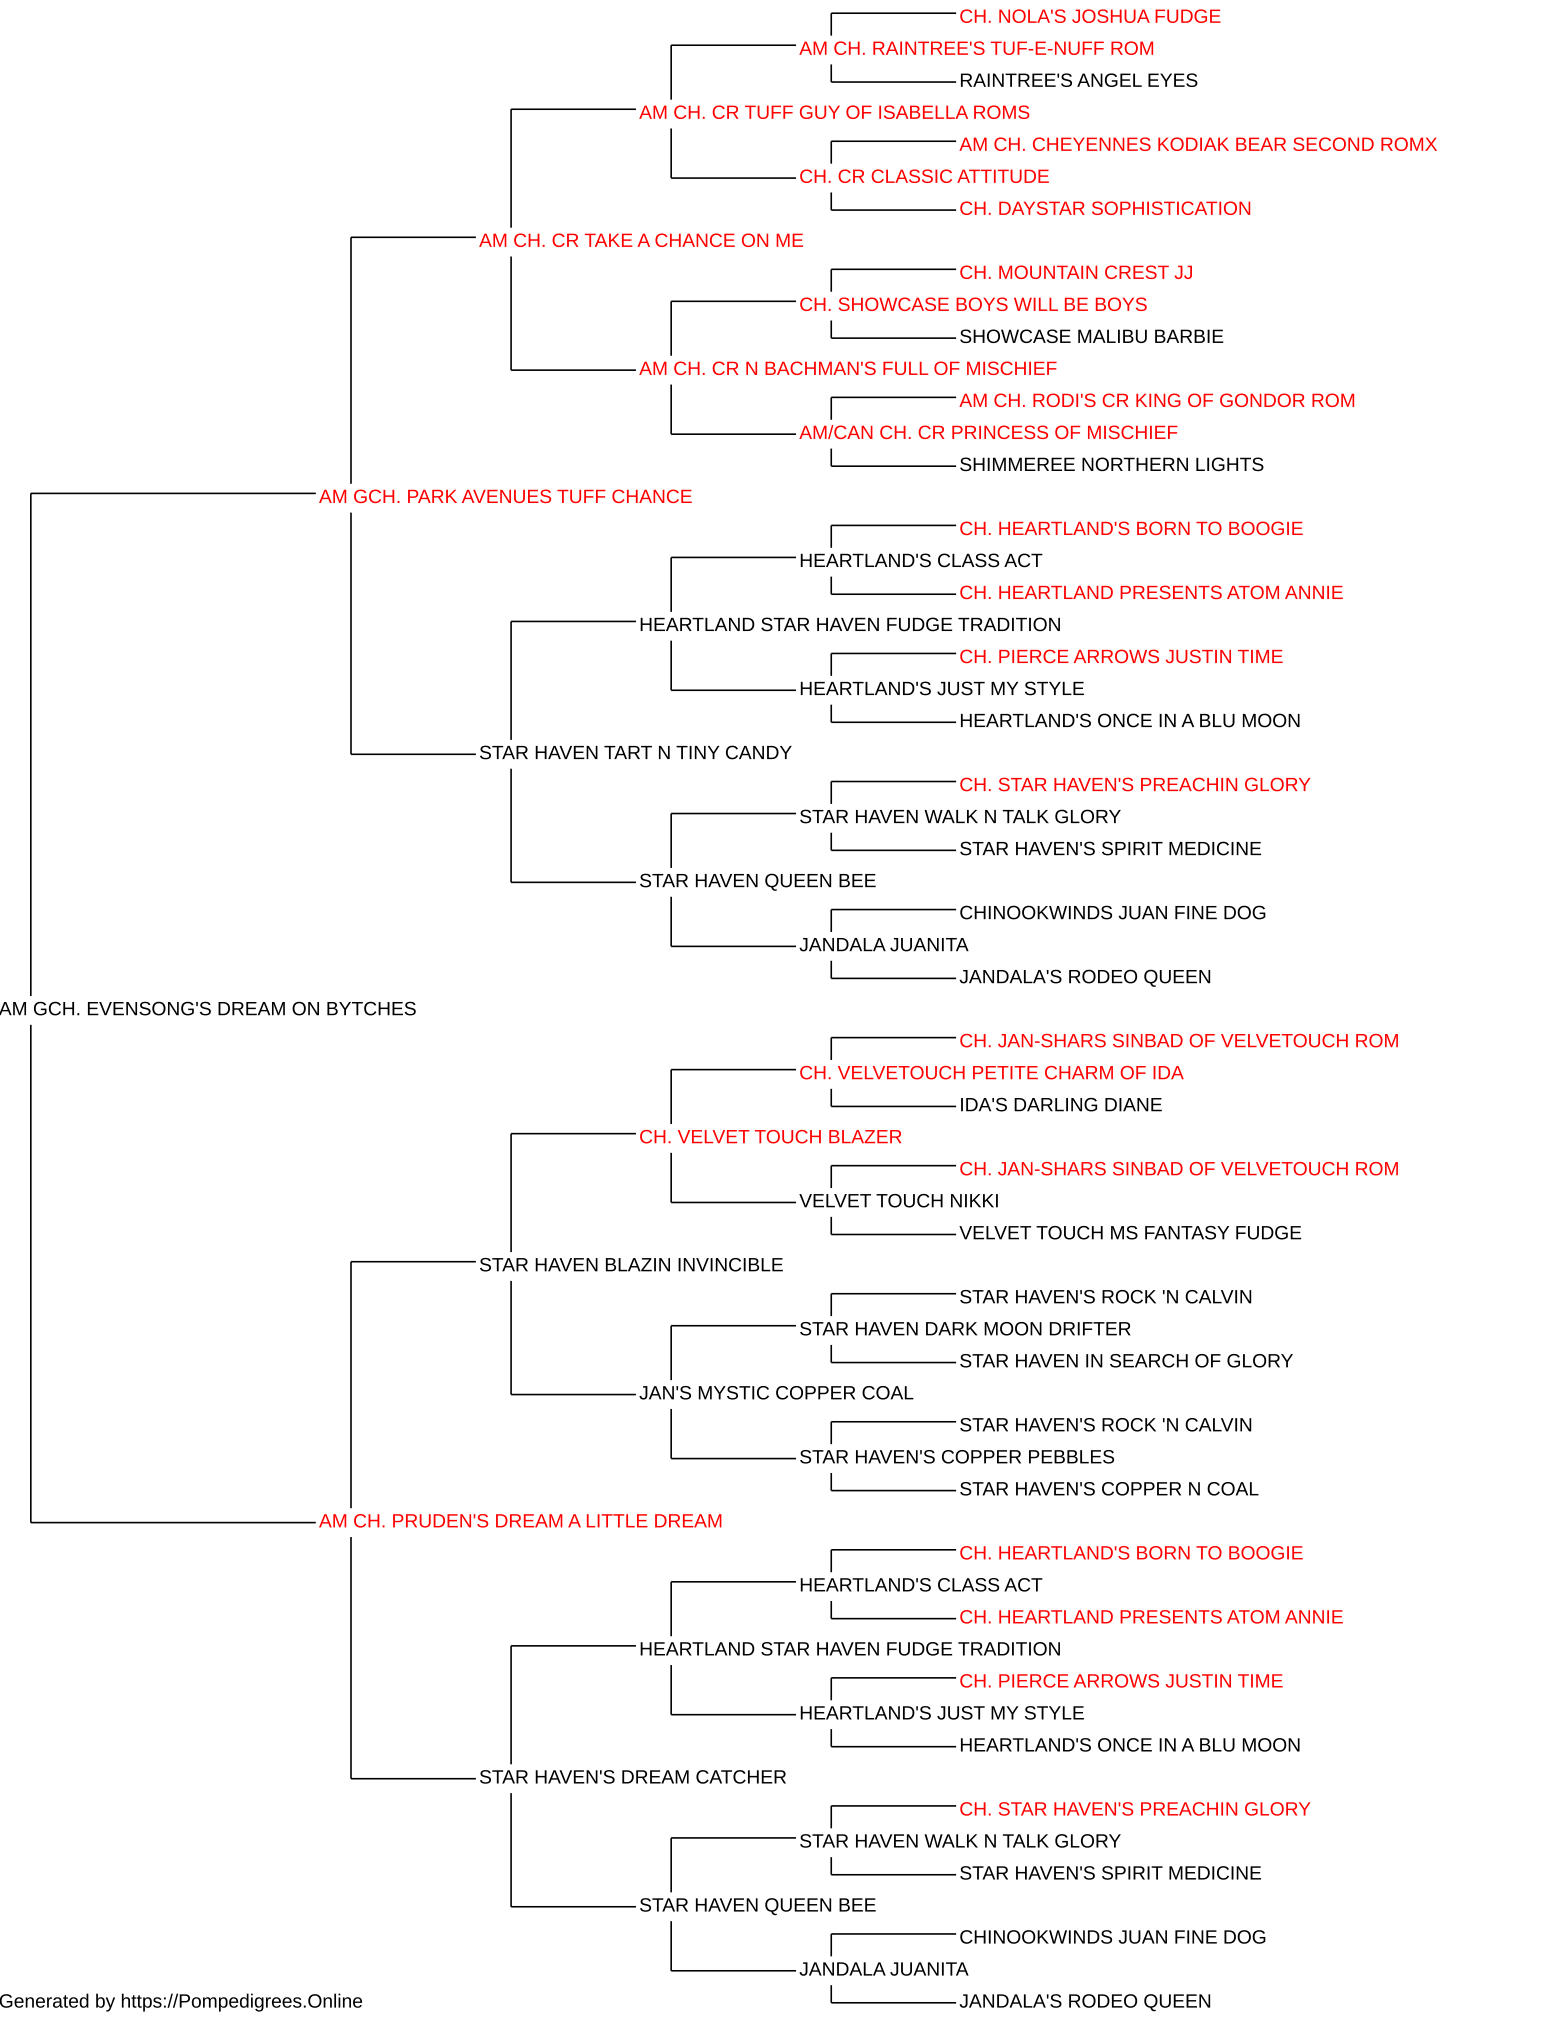 CH. NOLA'S JOSHUA FUDGE
AM CH. RAINTREE'S TUF-E-NUFF ROM
RAINTREE'S ANGEL EYES
AM CH. CR TUFF GUY OF ISABELLA ROMS
AM CH. CHEYENNES KODIAK BEAR SECOND ROMX
CH. CR CLASSIC ATTITUDE
CH. DAYSTAR SOPHISTICATION
AM CH. CR TAKE A CHANCE ON ME
CH. MOUNTAIN CREST JJ
CH. SHOWCASE BOYS WILL BE BOYS
SHOWCASE MALIBU BARBIE
AM CH. CR N BACHMAN'S FULL OF MISCHIEF
AM CH. RODI'S CR KING OF GONDOR ROM
AM/CAN CH. CR PRINCESS OF MISCHIEF
SHIMMEREE NORTHERN LIGHTS
AM GCH. PARK AVENUES TUFF CHANCE
CH. HEARTLAND'S BORN TO BOOGIE
HEARTLAND'S CLASS ACT
CH. HEARTLAND PRESENTS ATOM ANNIE
HEARTLAND STAR HAVEN FUDGE TRADITION
CH. PIERCE ARROWS JUSTIN TIME
HEARTLAND'S JUST MY STYLE
HEARTLAND'S ONCE IN A BLU MOON
STAR HAVEN TART N TINY CANDY
CH. STAR HAVEN'S PREACHIN GLORY
STAR HAVEN WALK N TALK GLORY
STAR HAVEN'S SPIRIT MEDICINE
STAR HAVEN QUEEN BEE
CHINOOKWINDS JUAN FINE DOG
JANDALA JUANITA
JANDALA'S RODEO QUEEN
AM GCH. EVENSONG'S DREAM ON BYTCHES
CH. JAN-SHARS SINBAD OF VELVETOUCH ROM
CH. VELVETOUCH PETITE CHARM OF IDA
IDA'S DARLING DIANE
CH. VELVET TOUCH BLAZER
CH. JAN-SHARS SINBAD OF VELVETOUCH ROM
VELVET TOUCH NIKKI
VELVET TOUCH MS FANTASY FUDGE
STAR HAVEN BLAZIN INVINCIBLE
STAR HAVEN'S ROCK 'N CALVIN
STAR HAVEN DARK MOON DRIFTER
STAR HAVEN IN SEARCH OF GLORY
JAN'S MYSTIC COPPER COAL
STAR HAVEN'S ROCK 'N CALVIN
STAR HAVEN'S COPPER PEBBLES
STAR HAVEN'S COPPER N COAL
AM CH. PRUDEN'S DREAM A LITTLE DREAM
CH. HEARTLAND'S BORN TO BOOGIE
HEARTLAND'S CLASS ACT
CH. HEARTLAND PRESENTS ATOM ANNIE
HEARTLAND STAR HAVEN FUDGE TRADITION
CH. PIERCE ARROWS JUSTIN TIME
HEARTLAND'S JUST MY STYLE
HEARTLAND'S ONCE IN A BLU MOON
STAR HAVEN'S DREAM CATCHER
CH. STAR HAVEN'S PREACHIN GLORY
STAR HAVEN WALK N TALK GLORY
STAR HAVEN'S SPIRIT MEDICINE
STAR HAVEN QUEEN BEE
CHINOOKWINDS JUAN FINE DOG
JANDALA JUANITA
JANDALA'S RODEO QUEEN
Generated by https://Pompedigrees.Online